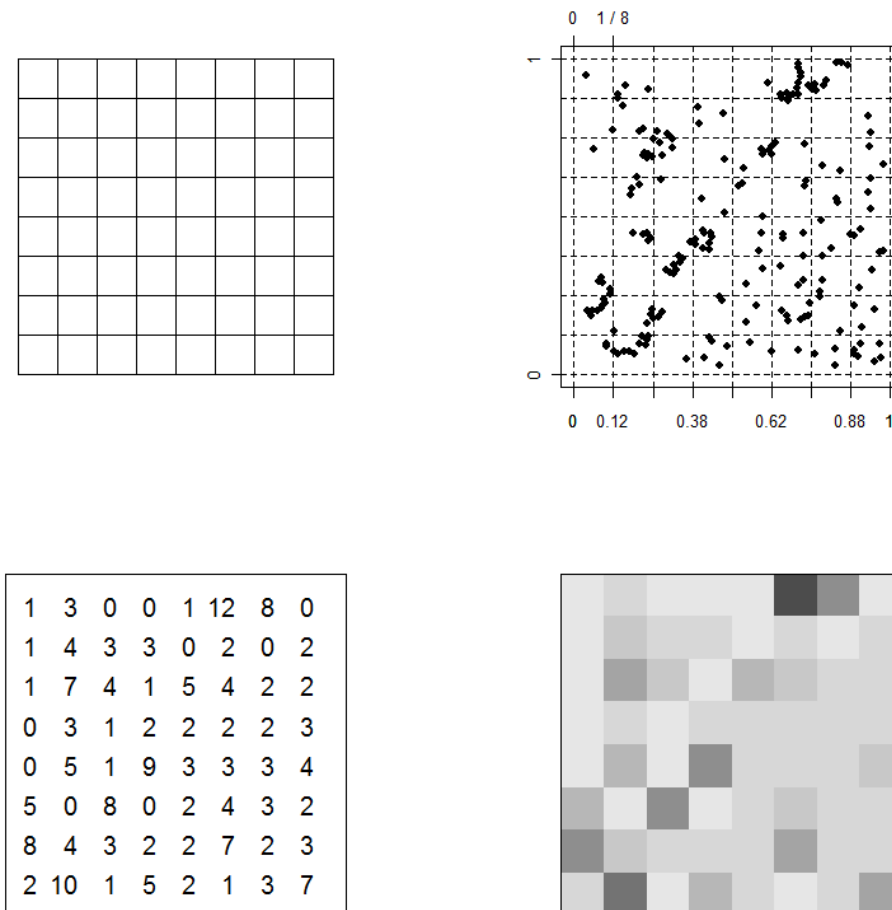 0 1 / 8
1
0
0 0.12 0.38 0.62 0.88 1
1 3 0 0 1 12 8 0
1 4 3 3 0 2 0 2
1 7 4 1 5 4 2 2
0 3 1 2 2 2 2 3
0 5 1 9 3 3 3 4
5 0 8 0 2 4 3 2
8 4 3 2 2 7 2 3
2 10 1 5 2 1 3 7